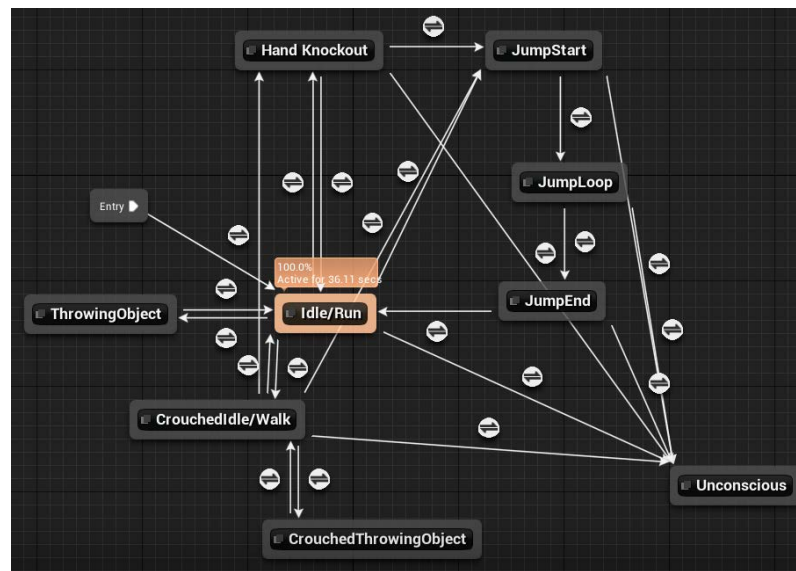 Hand Knockout
JumpStart
JumpLoop
Entry
100.0%
Active for 36.11 secs
ThrowingObject
Idle/Run
JumpEnd
CrouchedIdle/Walk
Unconscious
CrouchedThrowingObject